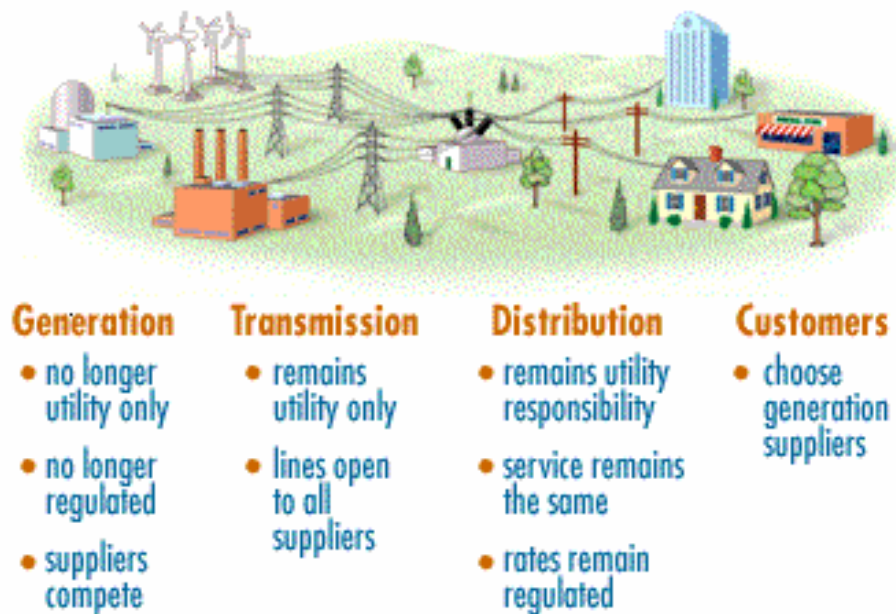 Generation
• no longer
utility only
• no longer
regulated
• suppliers
compete
Transmission
• remains
utility only
• lines open
to all
suppliers
Distribution
• remains utility
responsibility
• service remains
the same
• rates remain
regulated
Customers
• choose
generation
suppliers